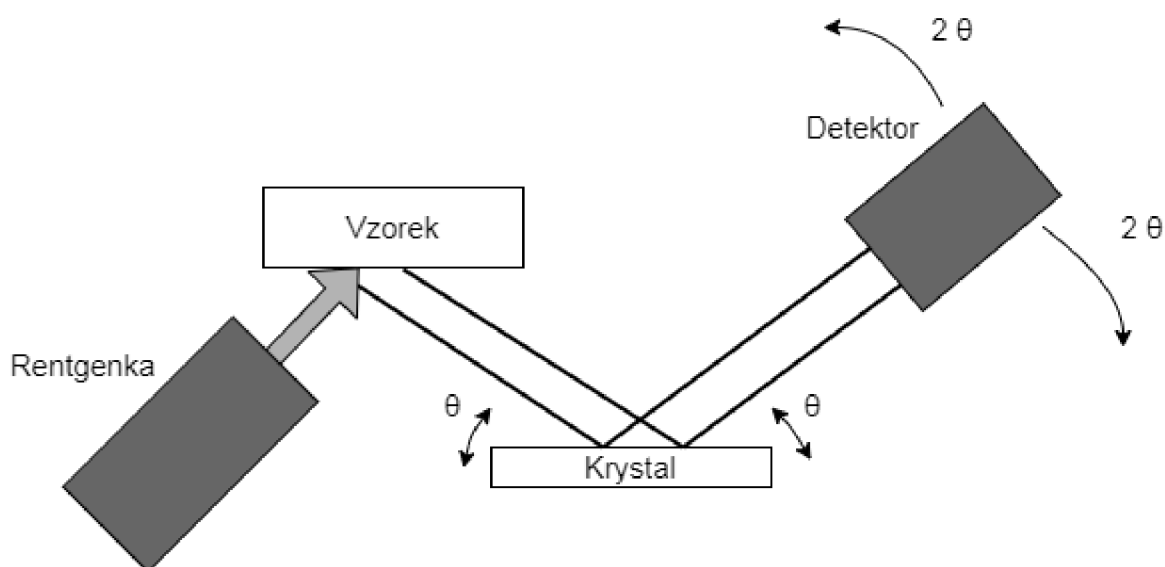 2 θ
Detektor
2 θ
Vzorek
Rentgenka
θ
θ
Krystal